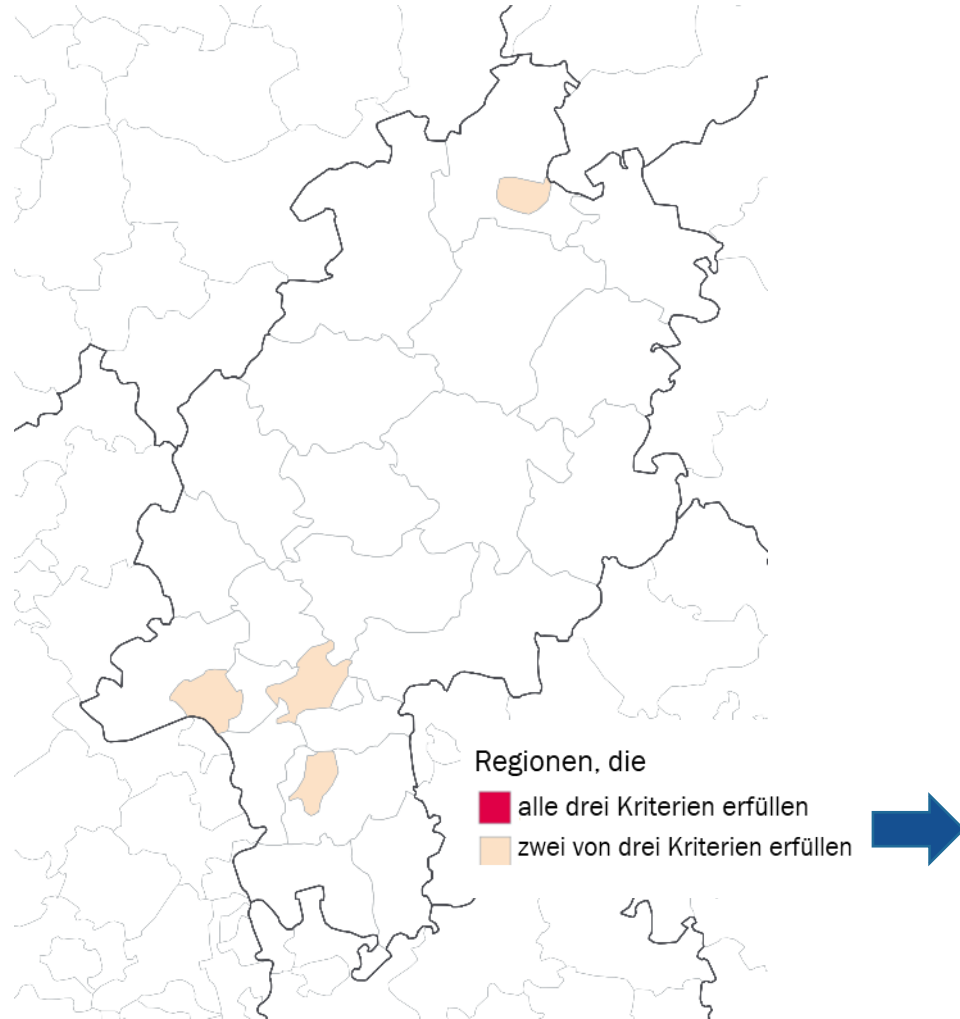 Regionen, die
alle drei Kriterien erfüllen
zwei von drei Kriterien erfüllen